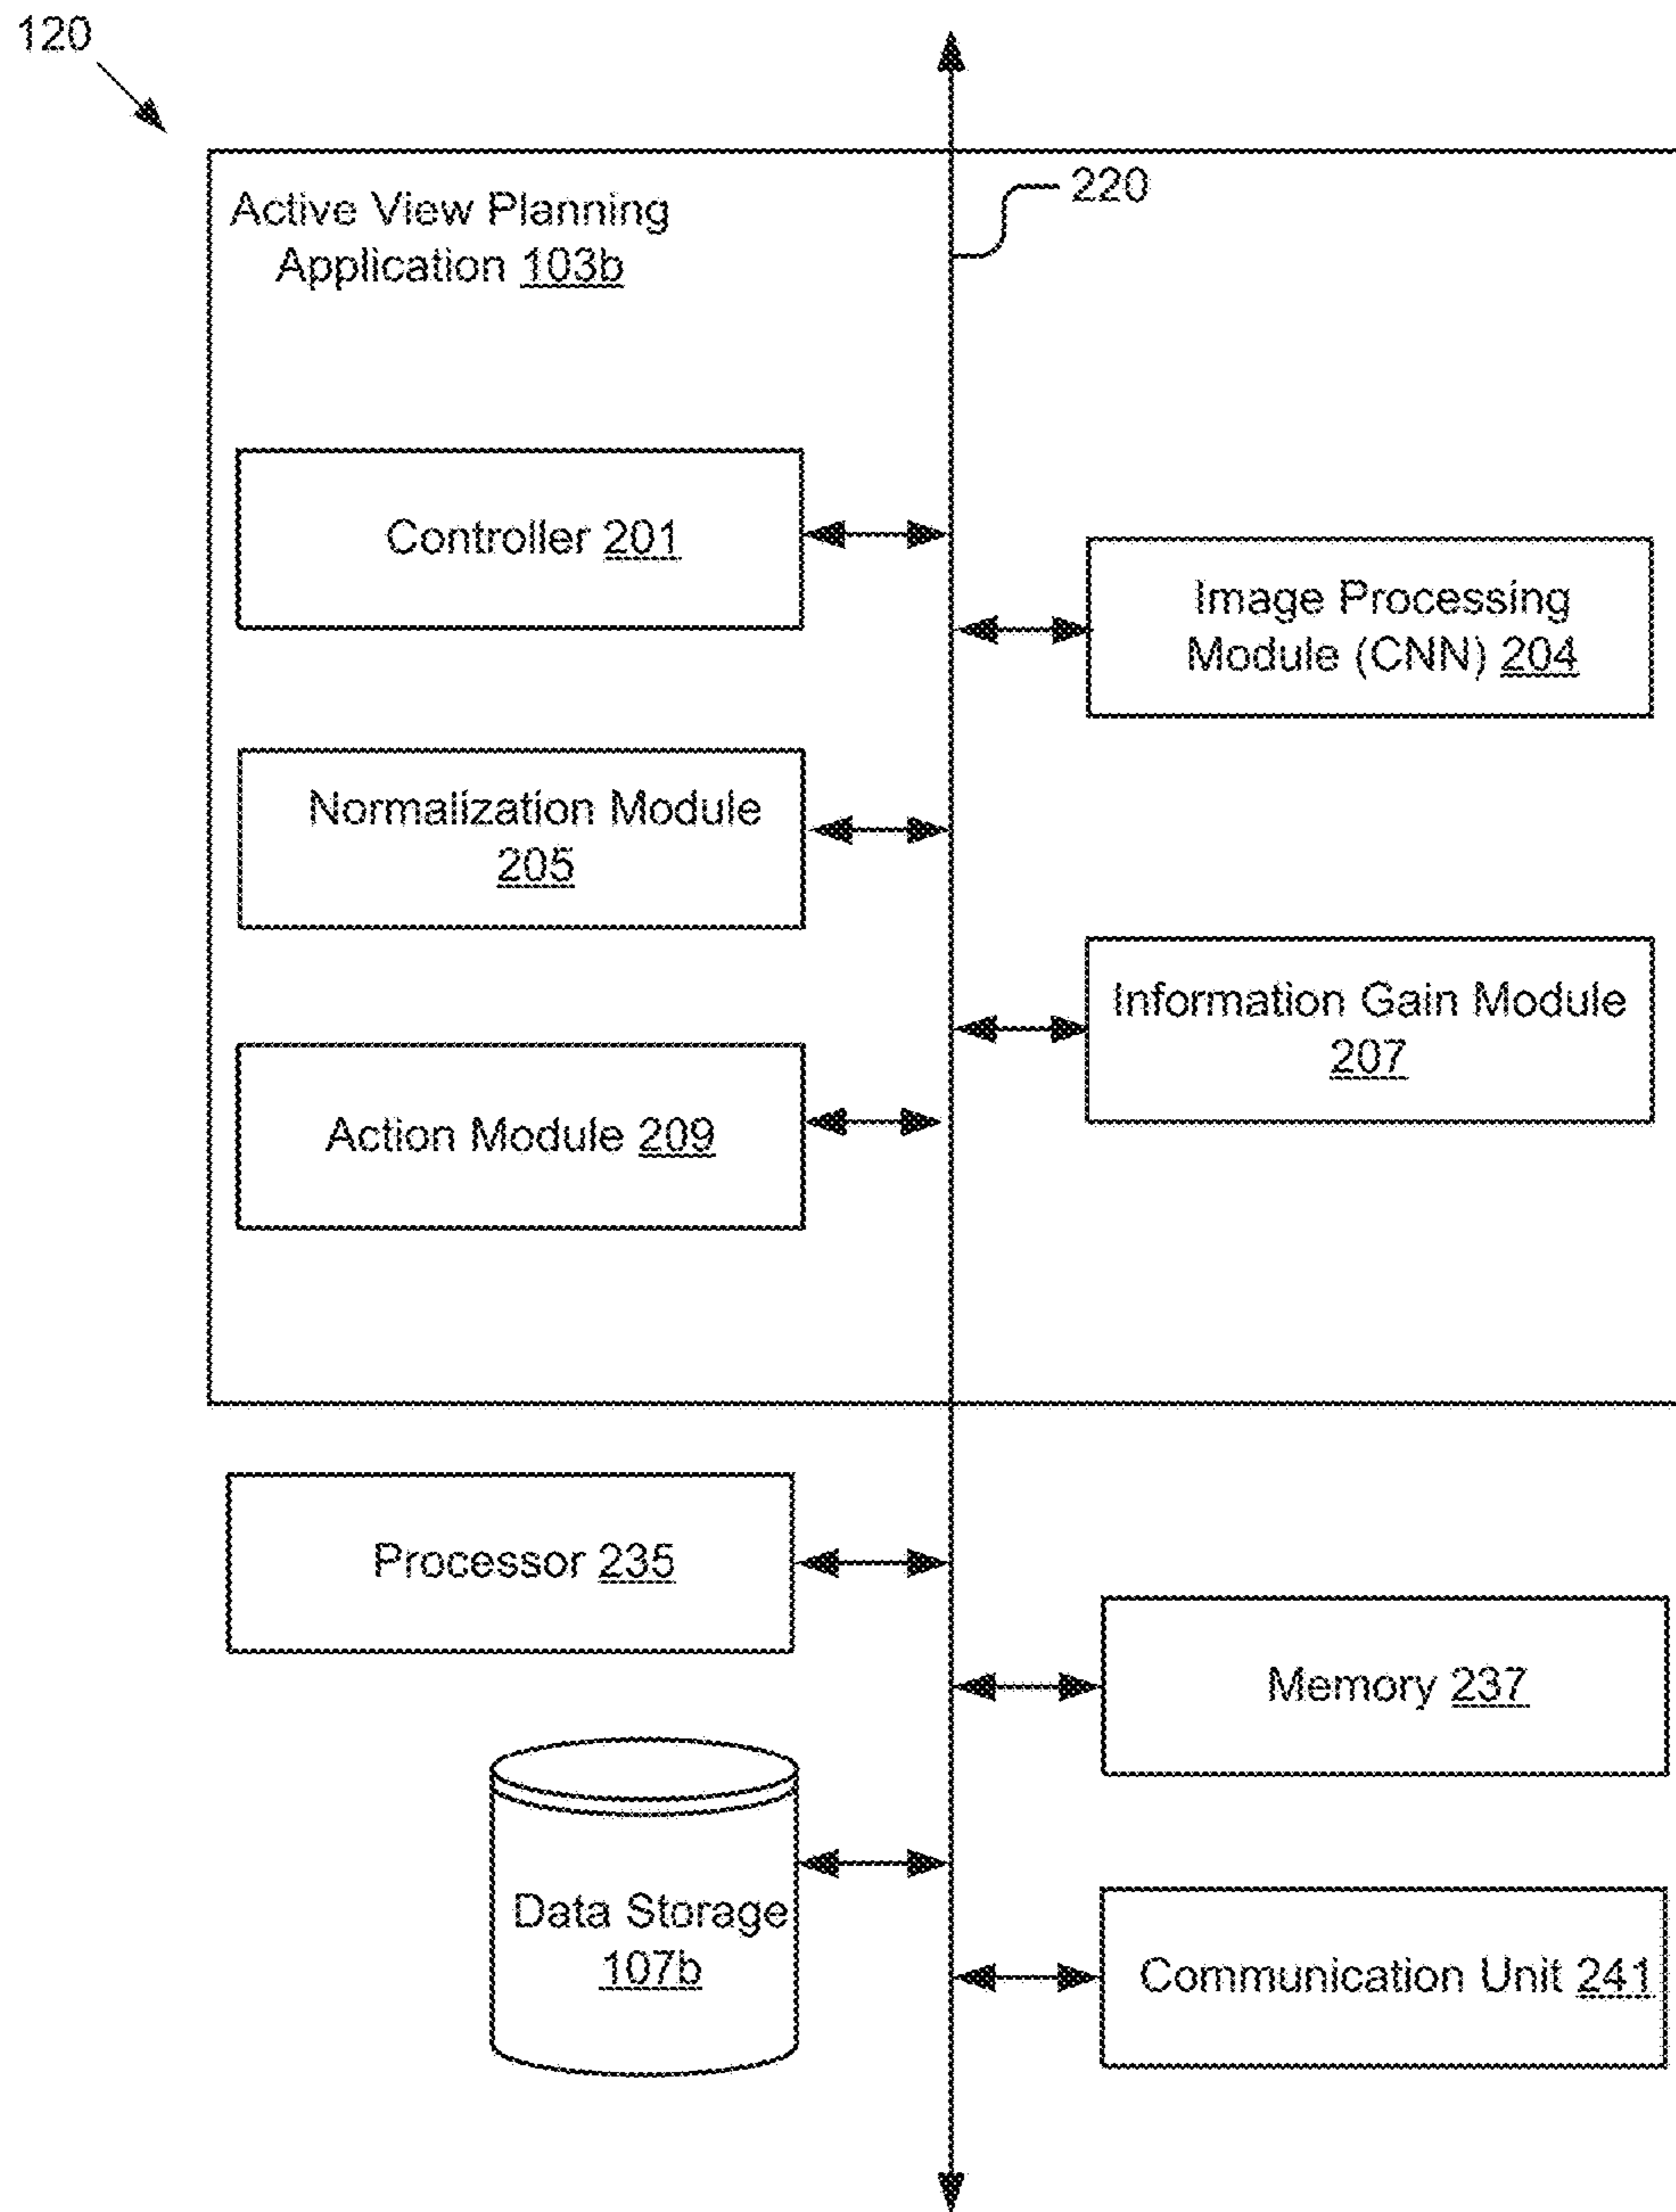 120
220
Active View Planning
Application 103b
Controller 201
Image Processing
Module (CNN) 204
Normalization Module
205
Information Gain Module
207
Action Module 209
Processor 235
Memory 237
Data Storage
107b
Communication Unit 241